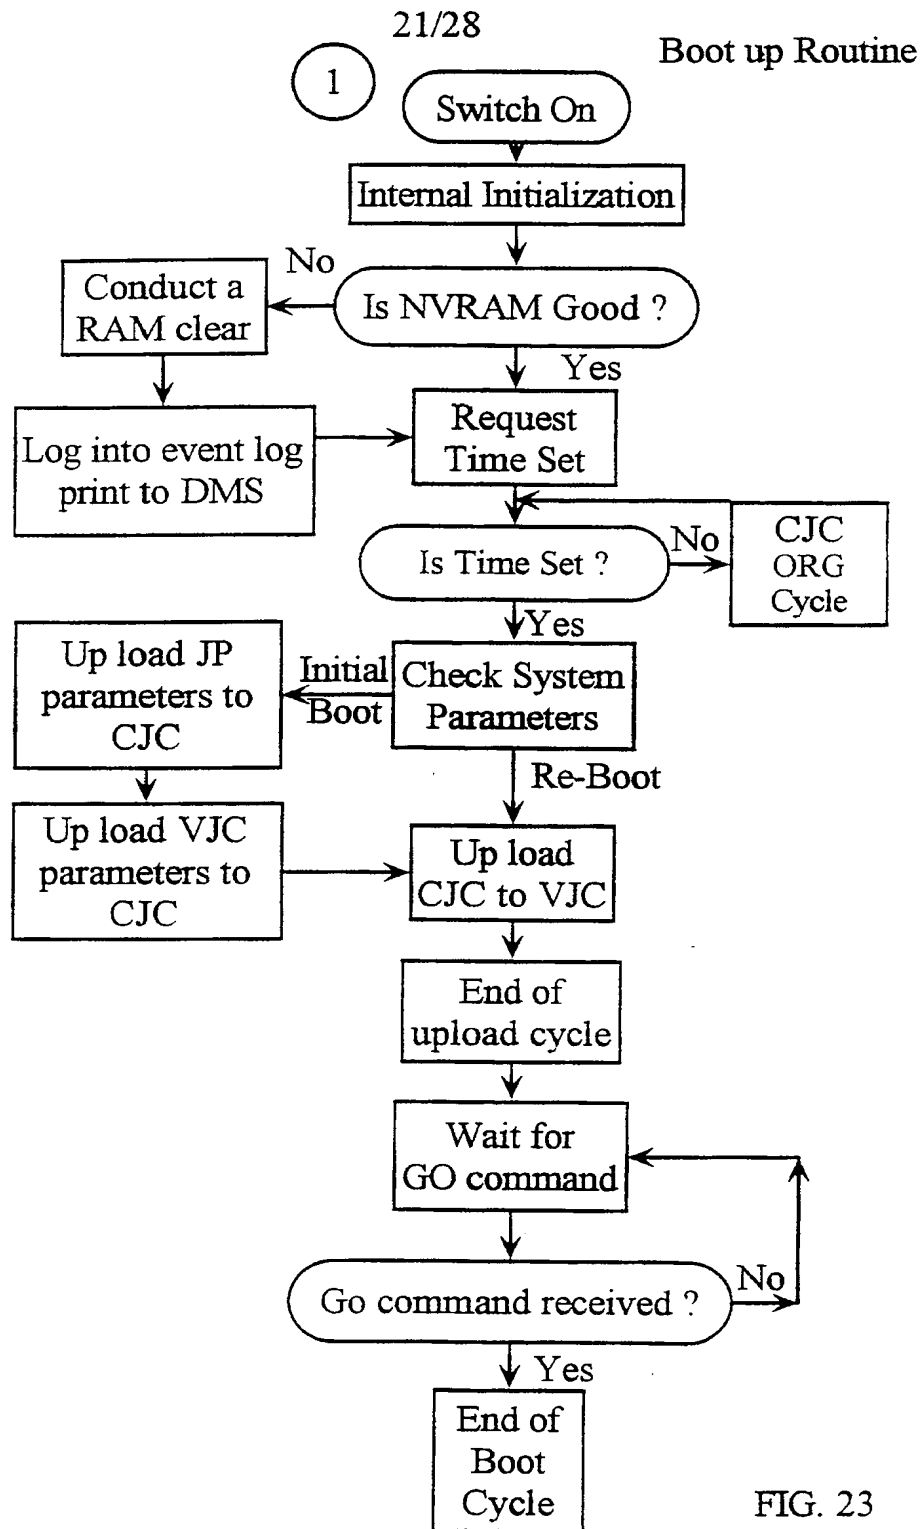 21/28
Boot up Routine
1
Switch On
Internal Initialization
No
Conduct a
RAM clear
Is NVRAM Good ?
Yes
Log into event log
print to DMS
Request
Time Set
CJC
ORG
Cycle
Is Time Set ?
No
Yes
Up load JP
parameters to
CJC
Initial
Boot
Check System
Parameters
Re-Boot
Up load VJC
parameters to
CJC
Up load
CJC to VJC
End of
upload cycle
Wait for
GO command
Go command received ?
No
Yes
End of
Boot
Cycle
FIG. 23